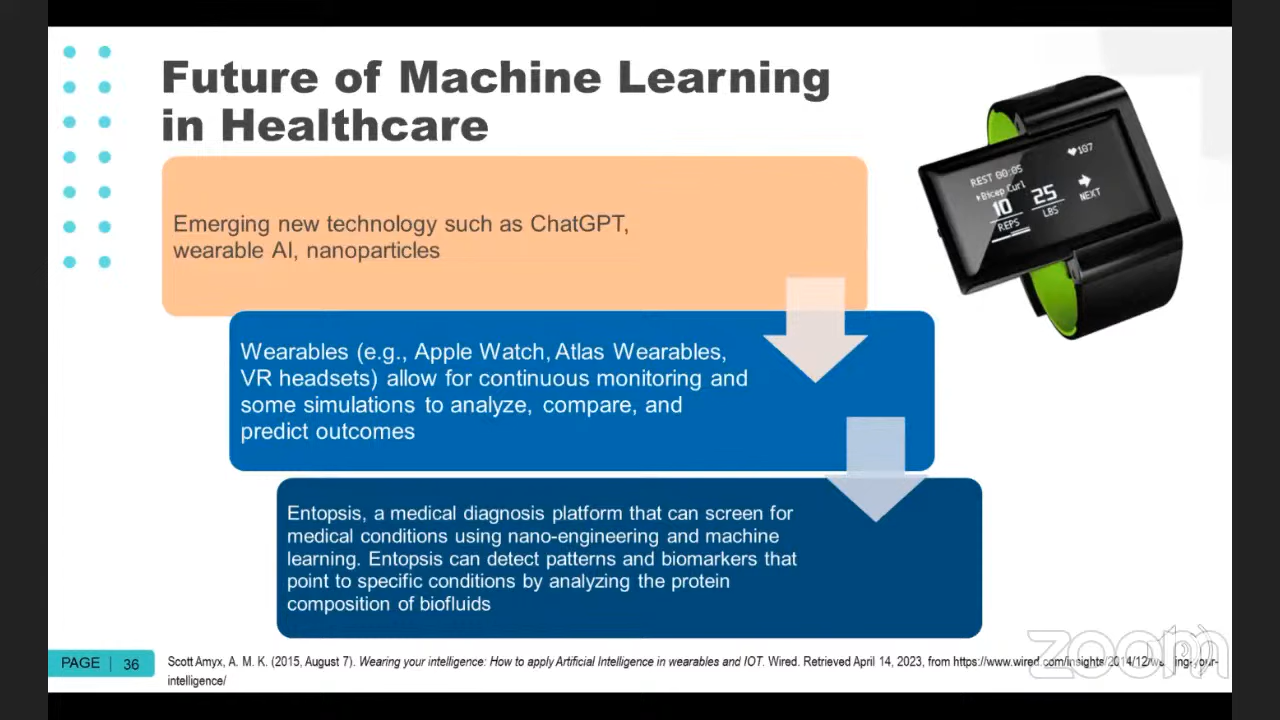 Future of Machine Learning
in Healthcare
Emerging new technology such as ChatGPT,
wearable AI, nanoparticles
Wearables (e.g., Apple Watch, Atlas Wearables,
VR headsets) allow for continuous monitoring and
some simulations to analyze, compare, and
predict outcomes
Entopsis, a medical diagnosis platform that can screen for
medical conditions using nano-engineering and machine
learning. Entopsis can detect patterns and biomarkers that
point to specific conditions by analyzing the protein
composition of biofluids
REST 00:05
Bicep Curl
10
REPS
25
LBS
NEXT
PAGE | 36
Scott Amyx, A. M. K. (2015, August 7). Wearing your intelligence: How to apply Artificial Intelligence in wearables and IOT. Wired. Retrieved April 14, 2023, from https://www.wired.com/insights/2014/12/wearing-your-
intelligence/
zoom